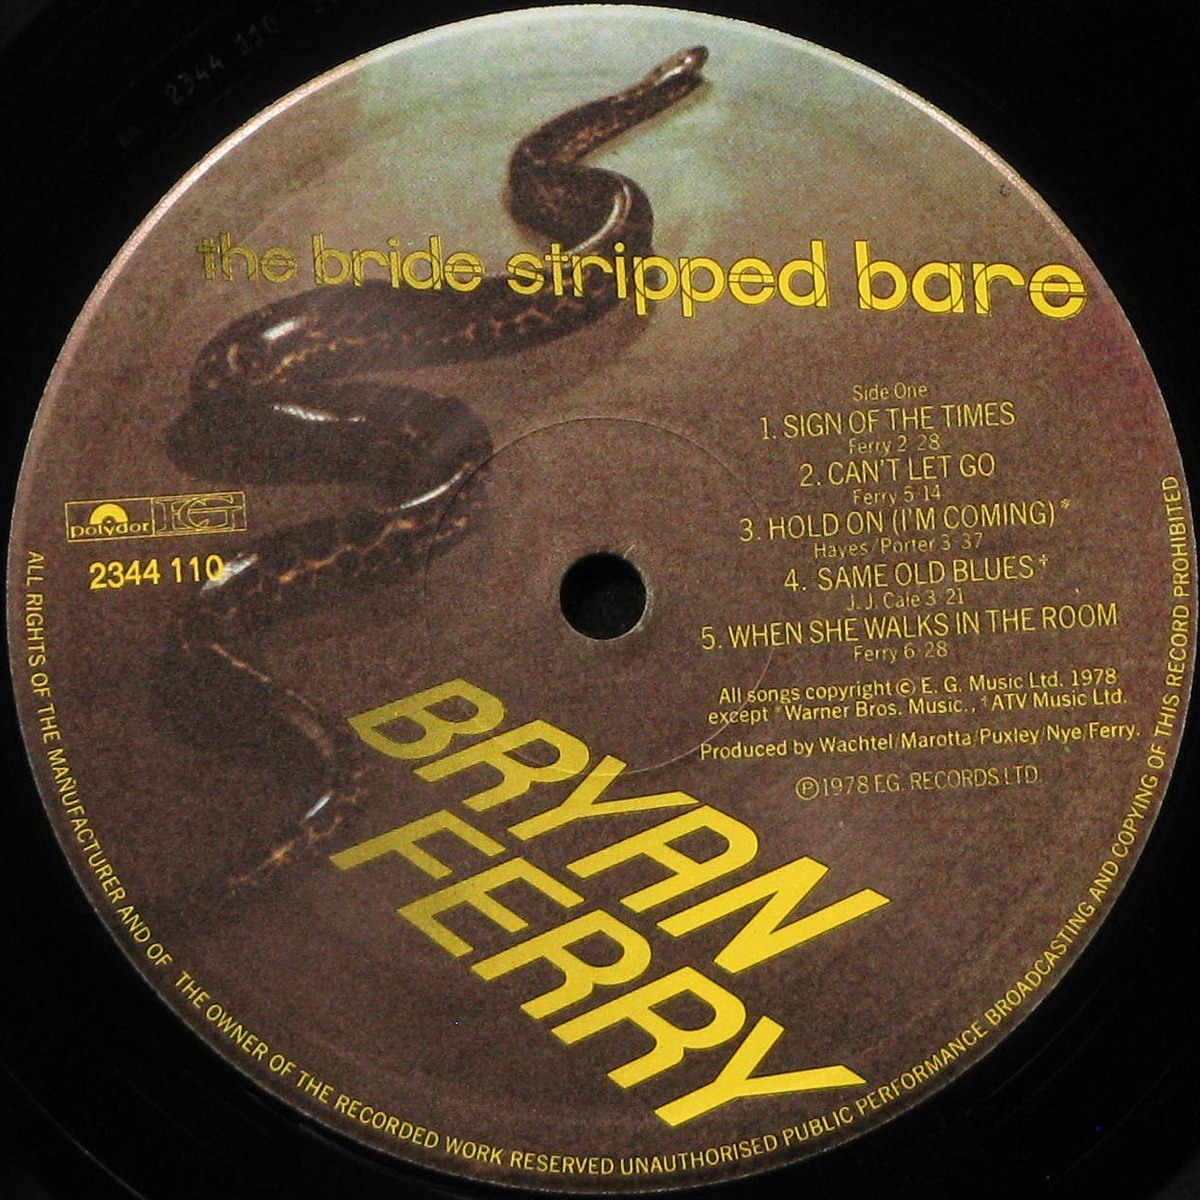 2344 110
the bride stripped bare
Side One
1. SIGN OF THE TIMES
Ferry 2·28
2. CAN'T LET GO
Ferry 5·14
3. HOLD ON (I'M COMING)*
Hayes/Porter 3·37
4. SAME OLD BLUES†
J. J. Cale 3·21
5. WHEN SHE WALKS IN THE ROOM
Ferry 6·28
polydor EG
2344 110
All songs copyright © E. G. Music Ltd. 1978
except *Warner Bros. Music., †ATV Music Ltd.
Produced by Wachtel/Marotta/Puxley/Nye/Ferry.
℗1978 EG. RECORDS LTD.
BRYAN
FERRY
ALL RIGHTS OF THE MANUFACTURER AND OF THE OWNER OF THE RECORDED WORK RESERVED UNAUTHORISED PUBLIC PERFORMANCE BROADCASTING AND COPYING OF THIS RECORD PROHIBITED